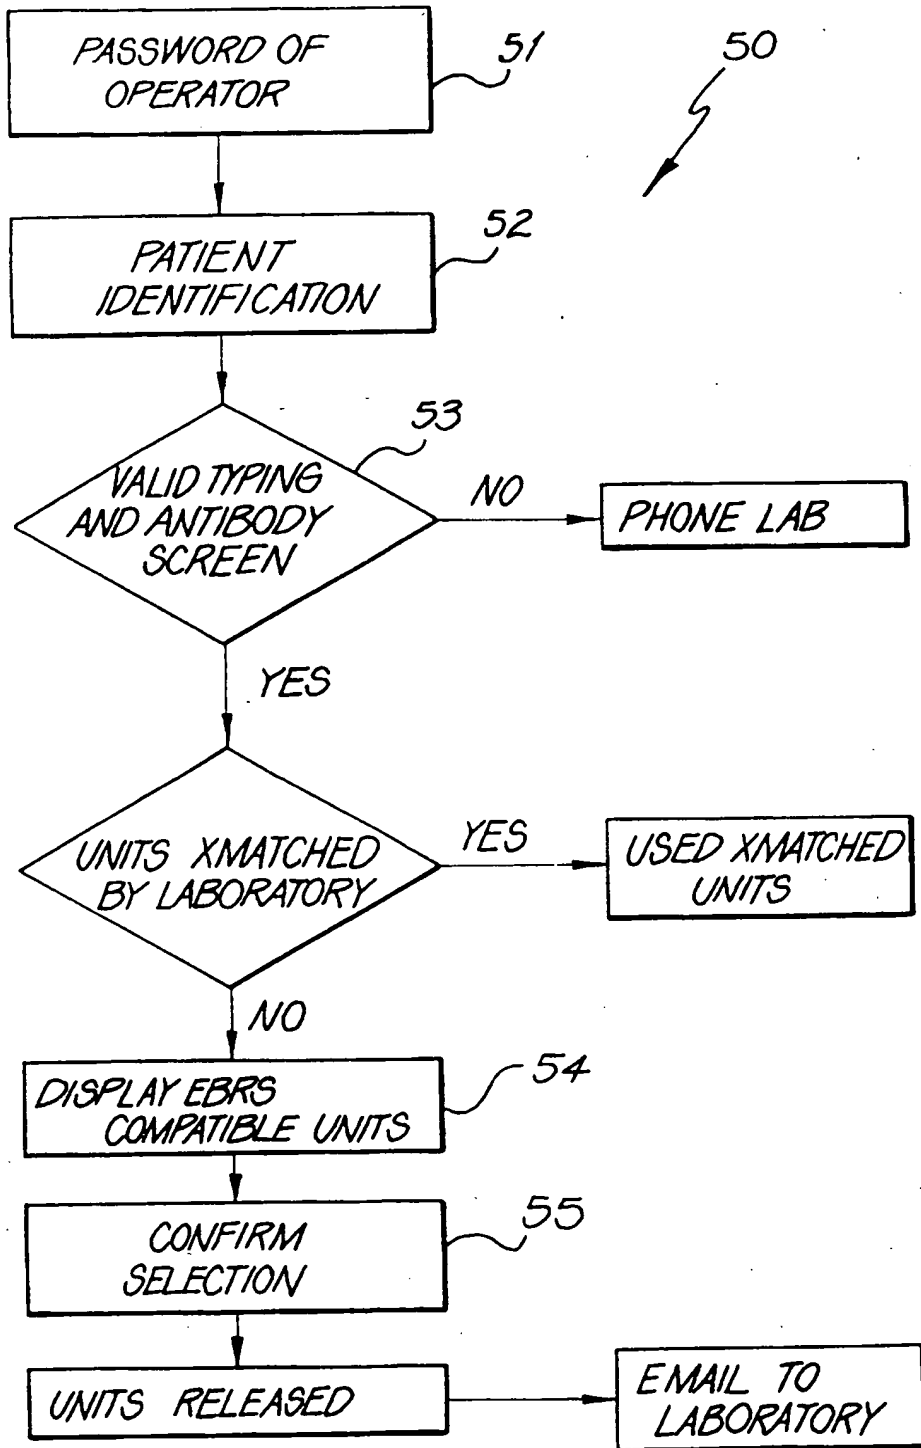 PASSWORD OF
OPERATOR
51
50
PATIENT
IDENTIFICATION
52
53
VALID TYPING
AND ANTIBODY
SCREEN
NO
PHONE LAB
YES
UNITS XMATCHED
BY LABORATORY
YES
USED XMATCHED
UNITS
NO
DISPLAY EBRS
COMPATIBLE UNITS
54
CONFIRM
SELECTION
55
UNITS RELEASED
EMAIL TO
LABORATORY